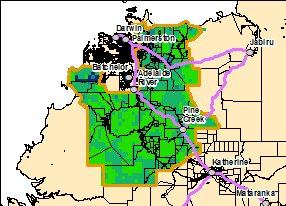 Darwin
Palmerston
Jabiru
Batchelor
Adelaide
River
Pine
Creek
Katherine
Mataranka